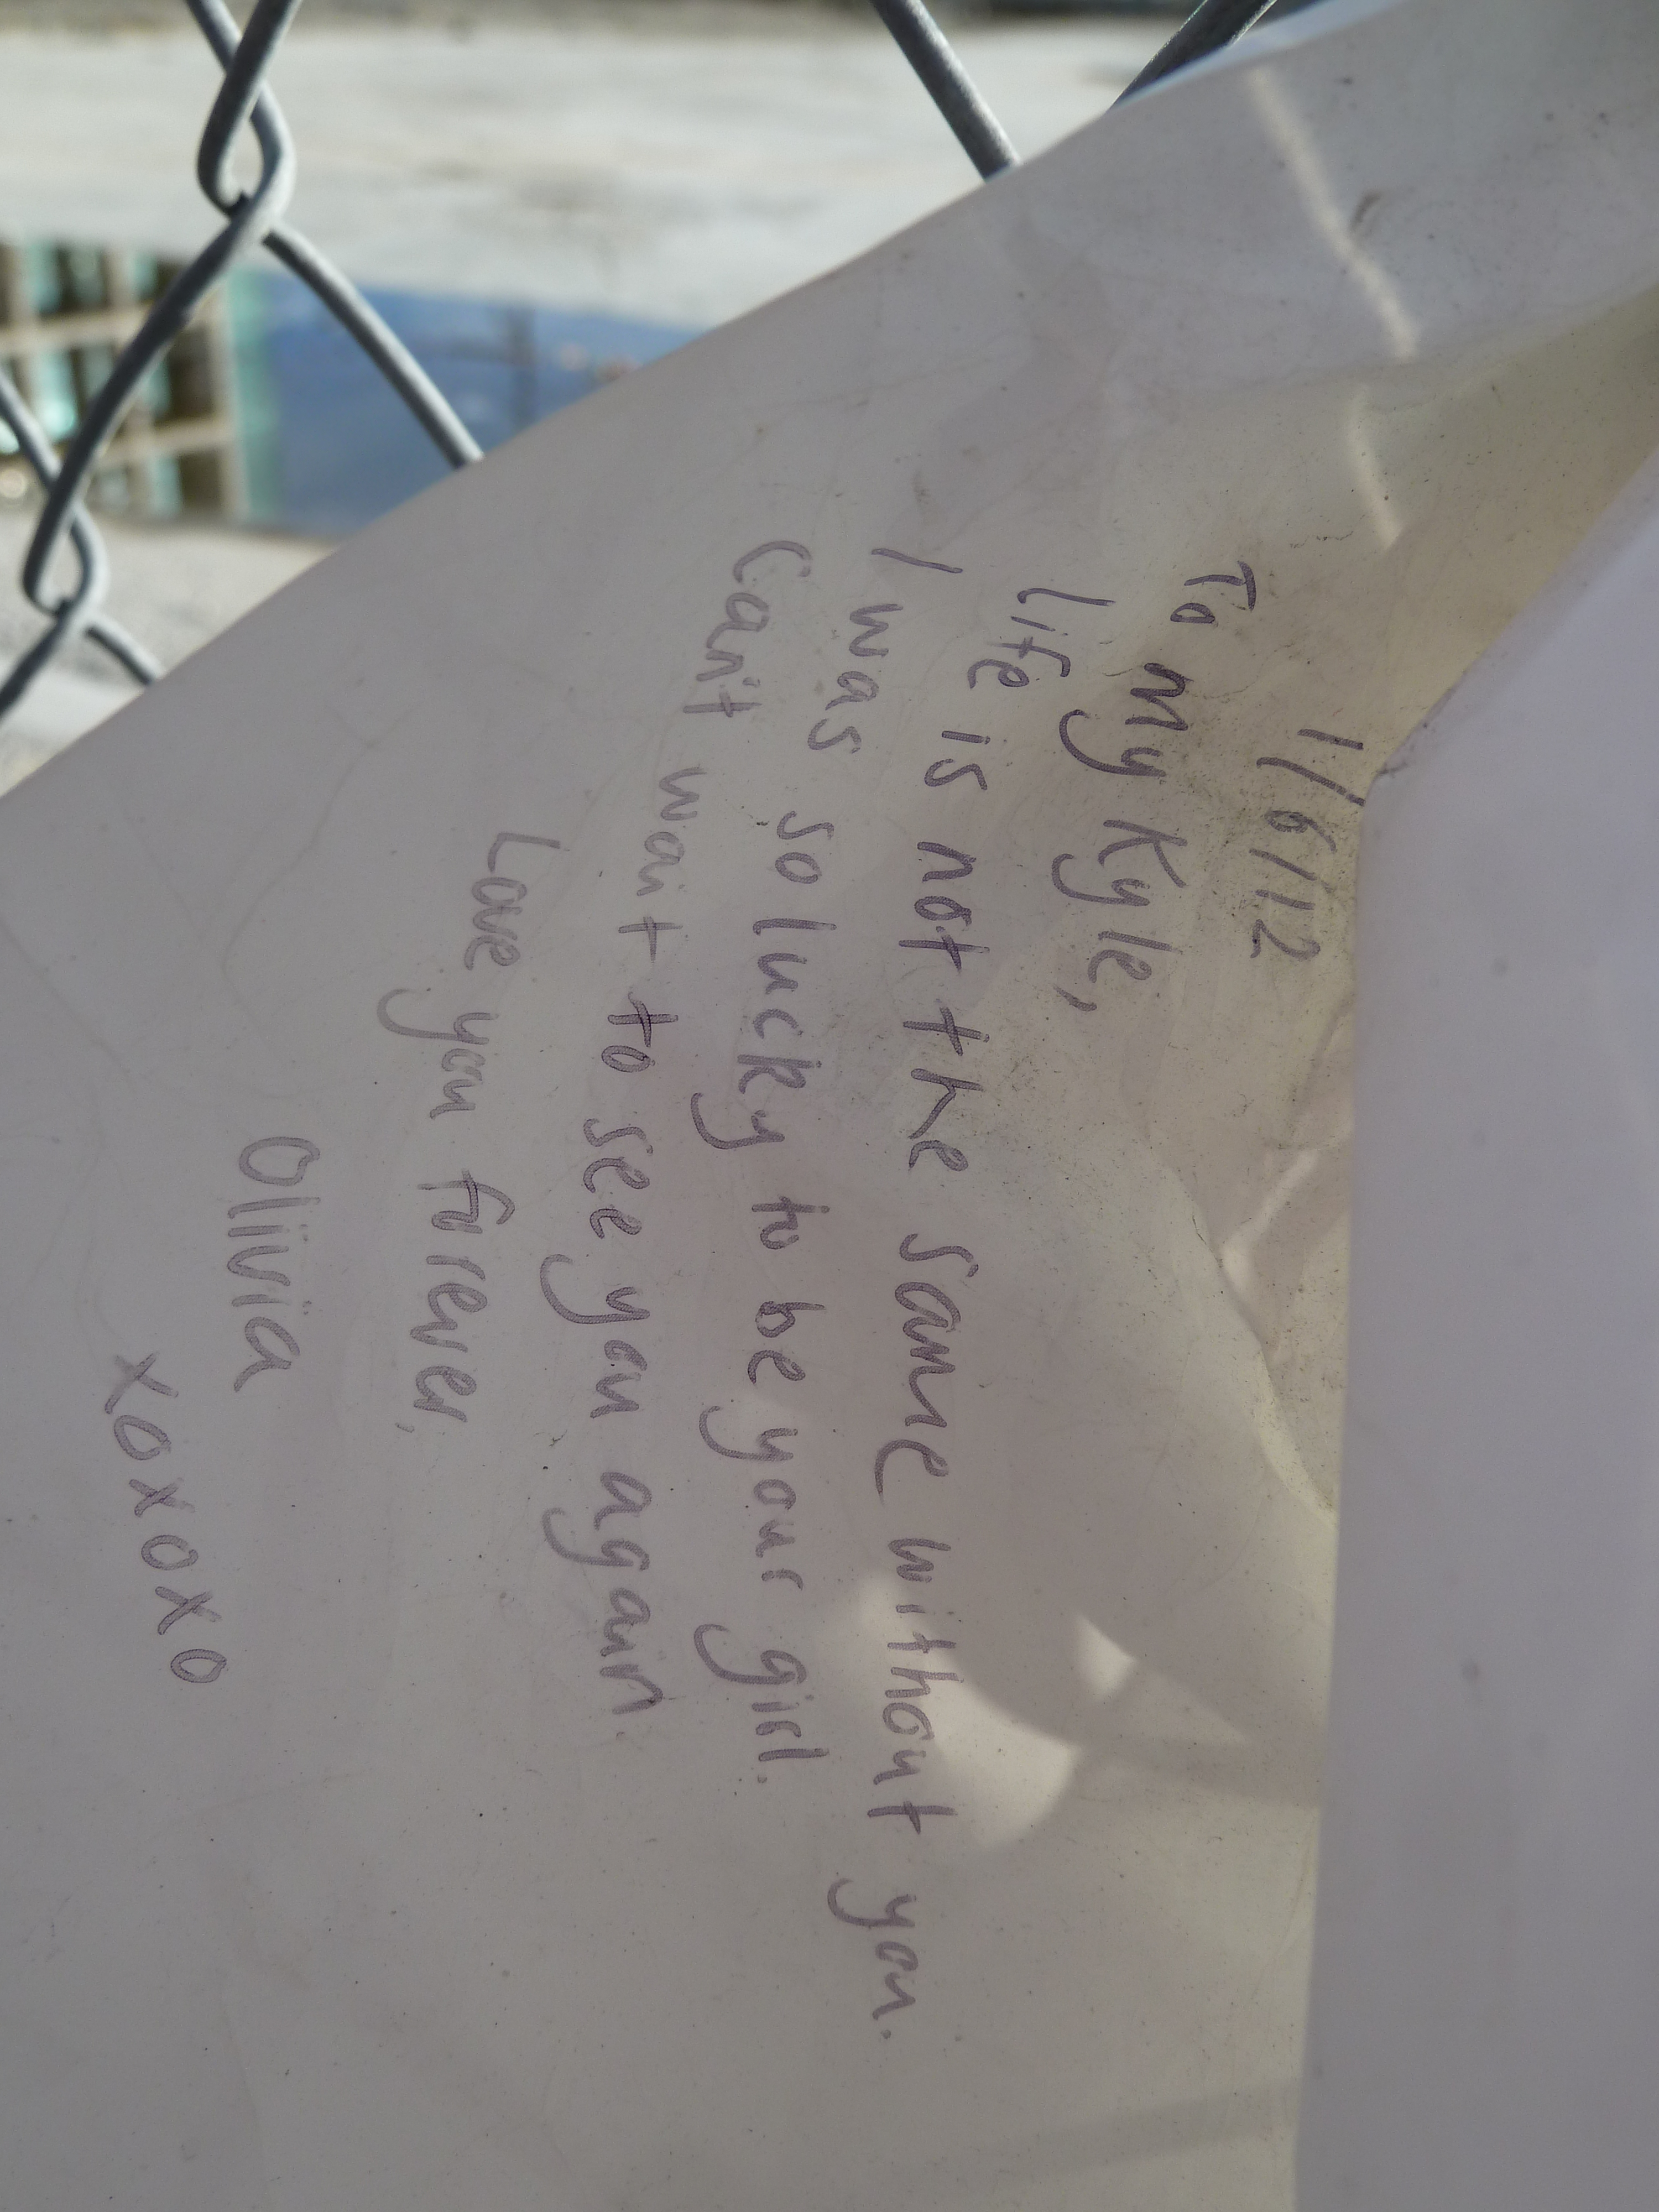 1/6/12
To my Kyle,
Life is not the same without you.
I was so lucky to be your girl.
Can't wait to see you again.
Love you forever,
Olivia
xoxoxo